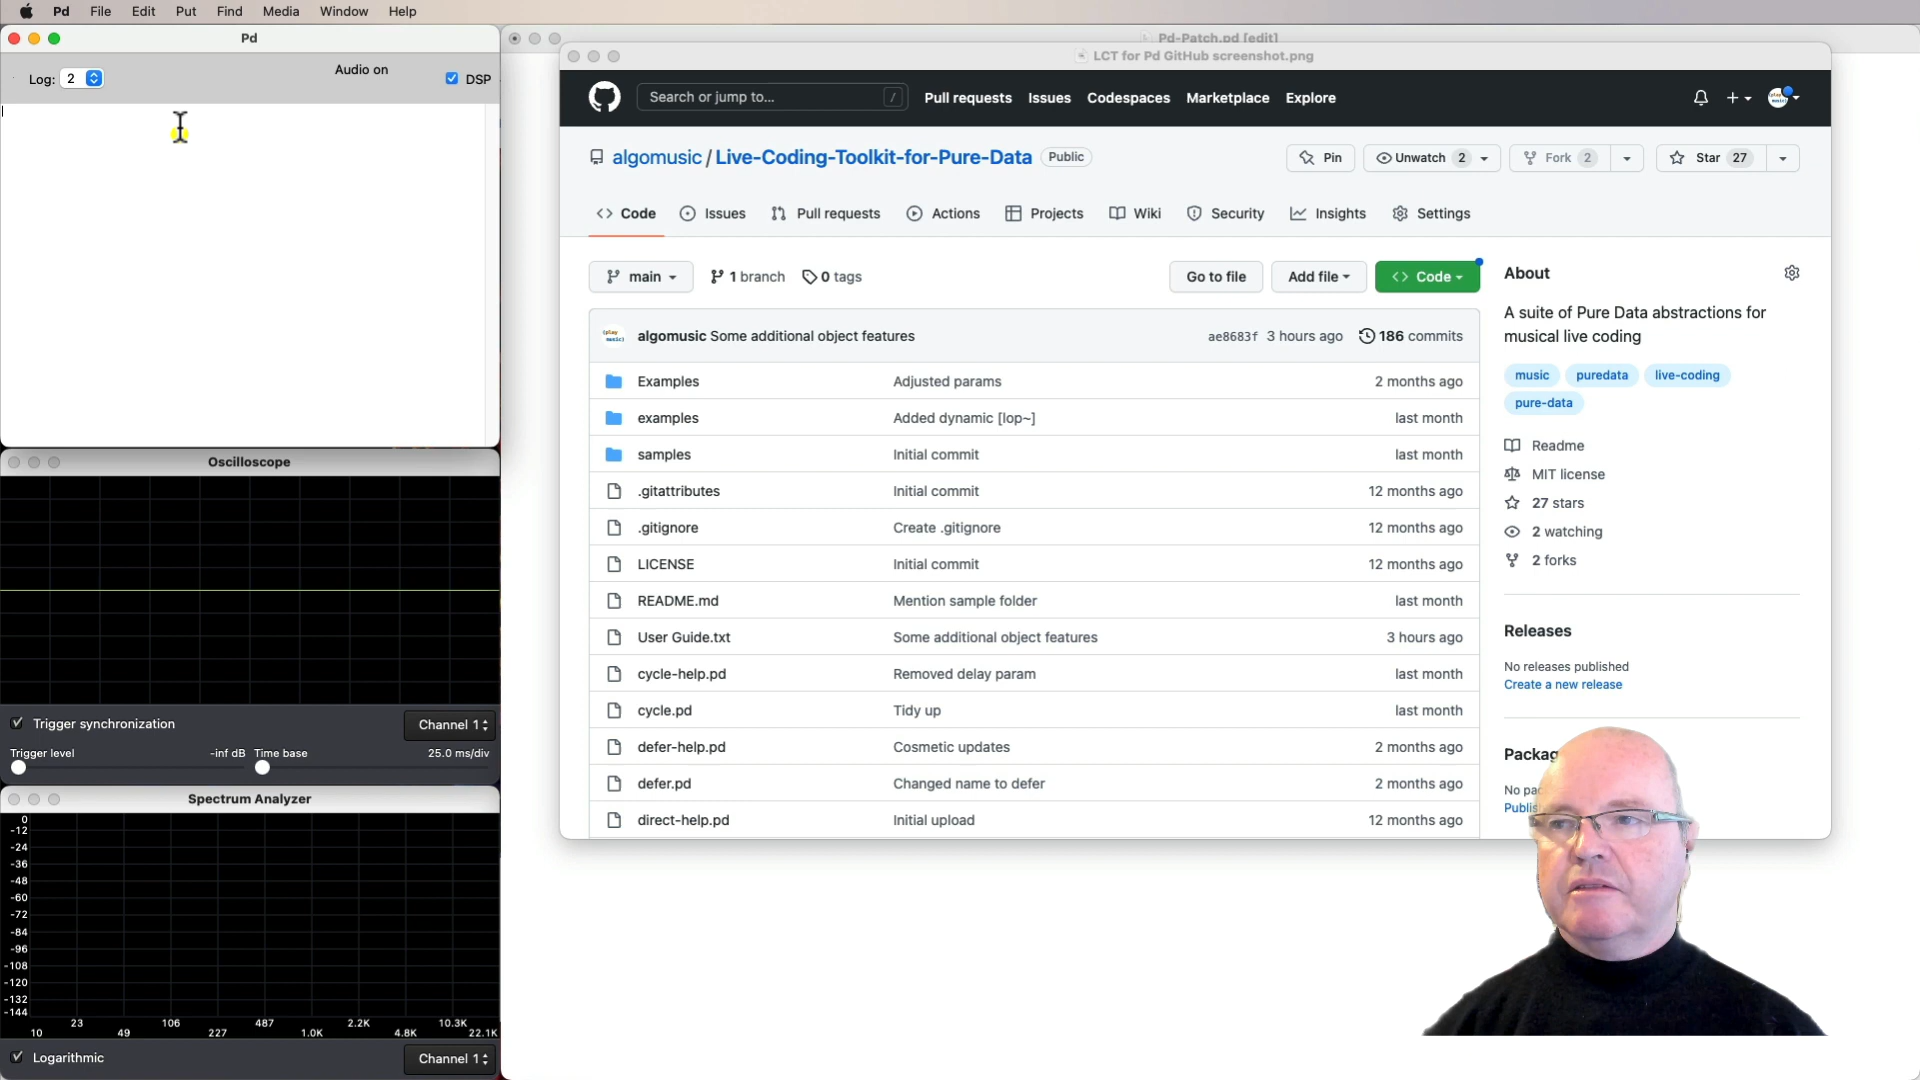 Pd File Edit Put Find Media Window Help
Pd
Log: 2
Audio on
DSP
Pd-Patch.pd [edit]
LCT for Pd GitHub screenshot.png
Search or jump to... /
Pull requests Issues Codespaces Marketplace Explore
algomusic / Live-Coding-Toolkit-for-Pure-Data Public
Pin Unwatch 2 Fork 2 Star 27
Code Issues Pull requests Actions Projects Wiki Security Insights Settings
main 1 branch 0 tags Go to file Add file Code
algomusic Some additional object features ae8683f 3 hours ago 186 commits
Examples Adjusted params 2 months ago
examples Added dynamic [lop~] last month
samples Initial commit last month
.gitattributes Initial commit 12 months ago
.gitignore Create .gitignore 12 months ago
LICENSE Initial commit 12 months ago
README.md Mention sample folder last month
User Guide.txt Some additional object features 3 hours ago
cycle-help.pd Removed delay param last month
cycle.pd Tidy up last month
defer-help.pd Cosmetic updates 2 months ago
defer.pd Changed name to defer 2 months ago
direct-help.pd Initial upload 12 months ago
About
A suite of Pure Data abstractions for
musical live coding
music puredata live-coding
pure-data
Readme
MIT license
27 stars
2 watching
2 forks
Releases
No releases published
Create a new release
Oscilloscope
Trigger synchronization Channel 1
Trigger level -inf dB Time base 25.0 ms/div
Spectrum Analyzer
0
-12
-24
-36
-48
-60
-72
-84
-96
-108
-120
-132
-144
23 106 487 2.2K 10.3K
10 49 227 1.0K 4.8K 22.1K
Logarithmic Channel 1